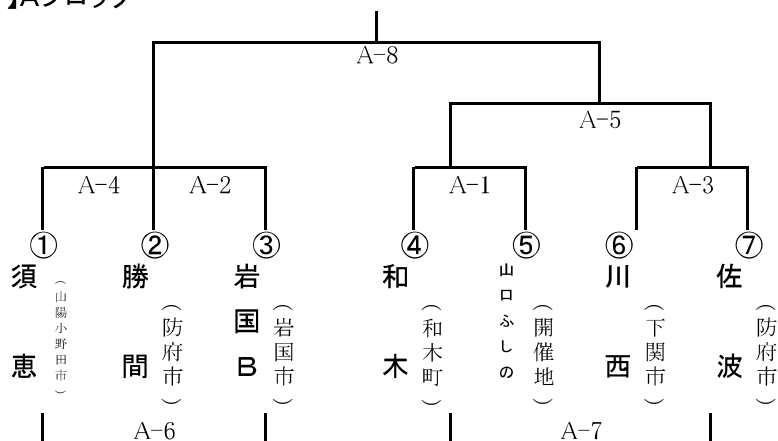 】Aブロック
A-8
A-5
A-4
A-2
A-1
A-3
①
②
③
④
⑤
⑥
⑦
須恵
(山陽小野田市)
勝間
(防府市)
岩国B
(岩国市)
和木
(和木町)
山口ふしの
(開催地)
川西
(下関市)
佐波
(防府市)
A-6
A-7